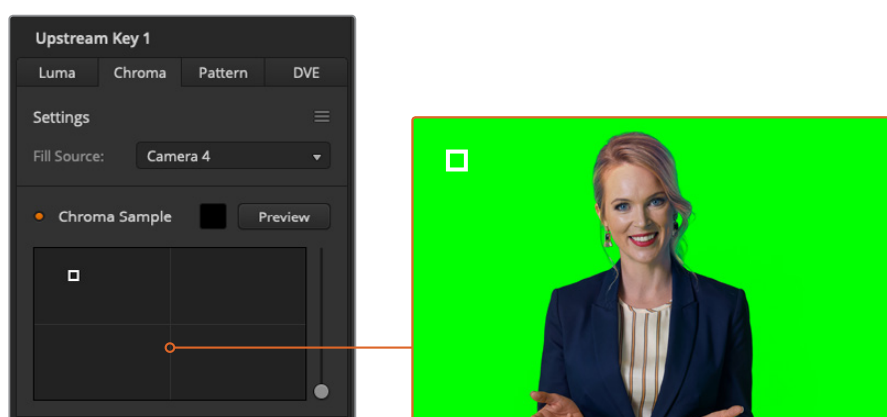 Upstream Key 1
Luma Chroma Pattern DVE
Settings
Fill Source: Camera 4
Chroma Sample Preview